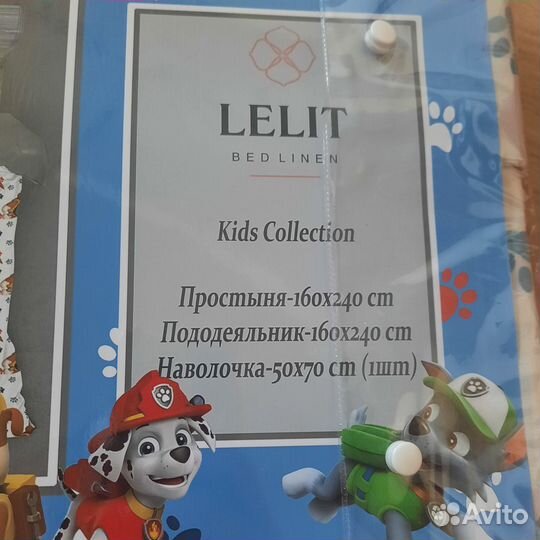 LELIT
BED LINEN
Kids Collection
Простыня-160х240 cm
Пододеяльник-160х240 cm
Наволочка-50х70 cm (1шт)
Avito